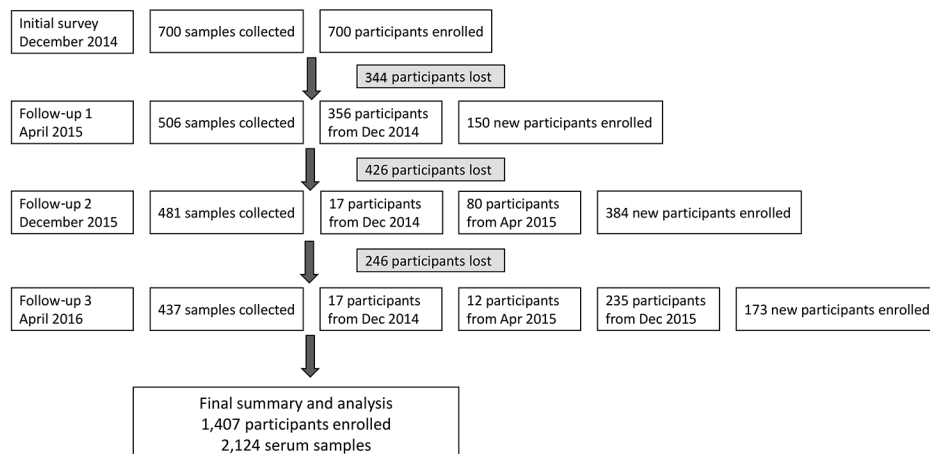 Initial survey
December 2014
700 samples collected
700 participants enrolled
344 participants lost
Follow-up 1
April 2015
506 samples collected
356 participants
from Dec 2014
150 new participants enrolled
426 participants lost
Follow-up 2
December 2015
481 samples collected
17 participants
from Dec 2014
80 participants
from Apr 2015
384 new participants enrolled
246 participants lost
Follow-up 3
April 2016
437 samples collected
17 participants
from Dec 2014
12 participants
from Apr 2015
235 participants
from Dec 2015
173 new participants enrolled
Final summary and analysis
1,407 participants enrolled
2,124 serum samples